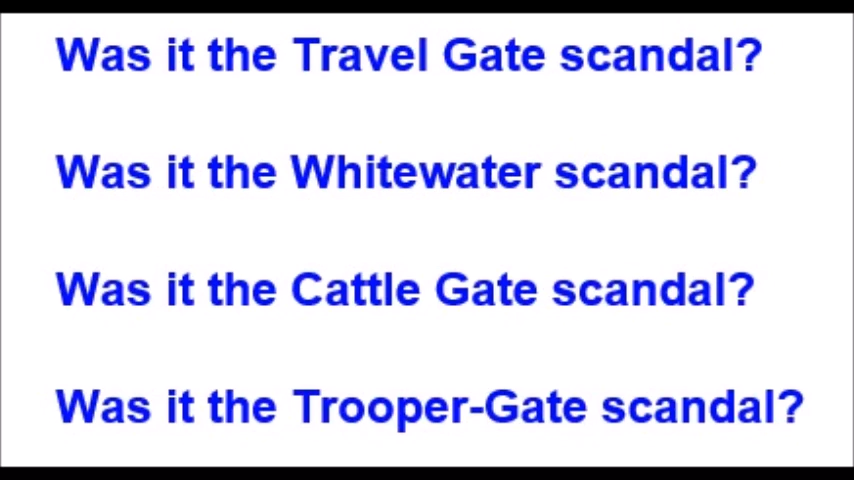 Was it the Travel Gate scandal?
Was it the Whitewater scandal?
Was it the Cattle Gate scandal?
Was it the Trooper-Gate scandal?